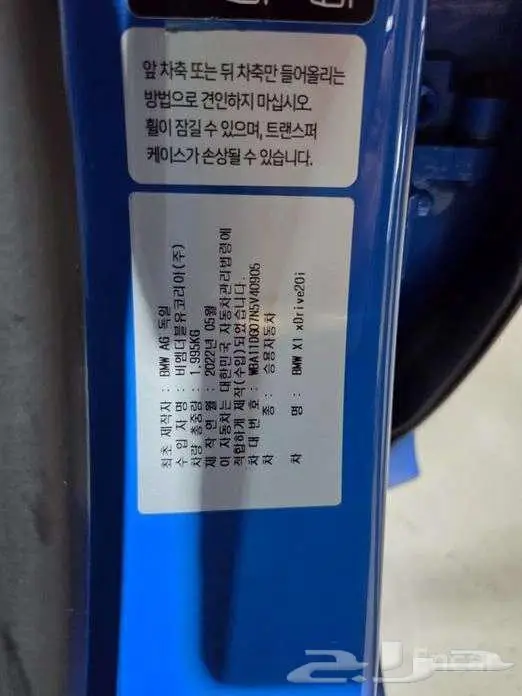 앞 차축 또는 뒤 차축만 들어올리는
방법으로 견인하지 마십시오.
휠이 잠길 수 있으며, 트랜스퍼
케이스가 손상될 수 있습니다.
최초 제작자 : BMW AG 독일
수 입 자 명 : 비엠더블유코리아(주)
차량 총중량 : 1.995KG
제 작 연 월 : 2022년 05월
이 자동차는 대한민국 자동차관리법령에
적합하게 제작(수입)되었습니다.
차 대 번 호 : WBA11DG07N5V40905
차 종 : 승용자동차
차 명 : BMW X1 xDrive20i
حراج
Encar